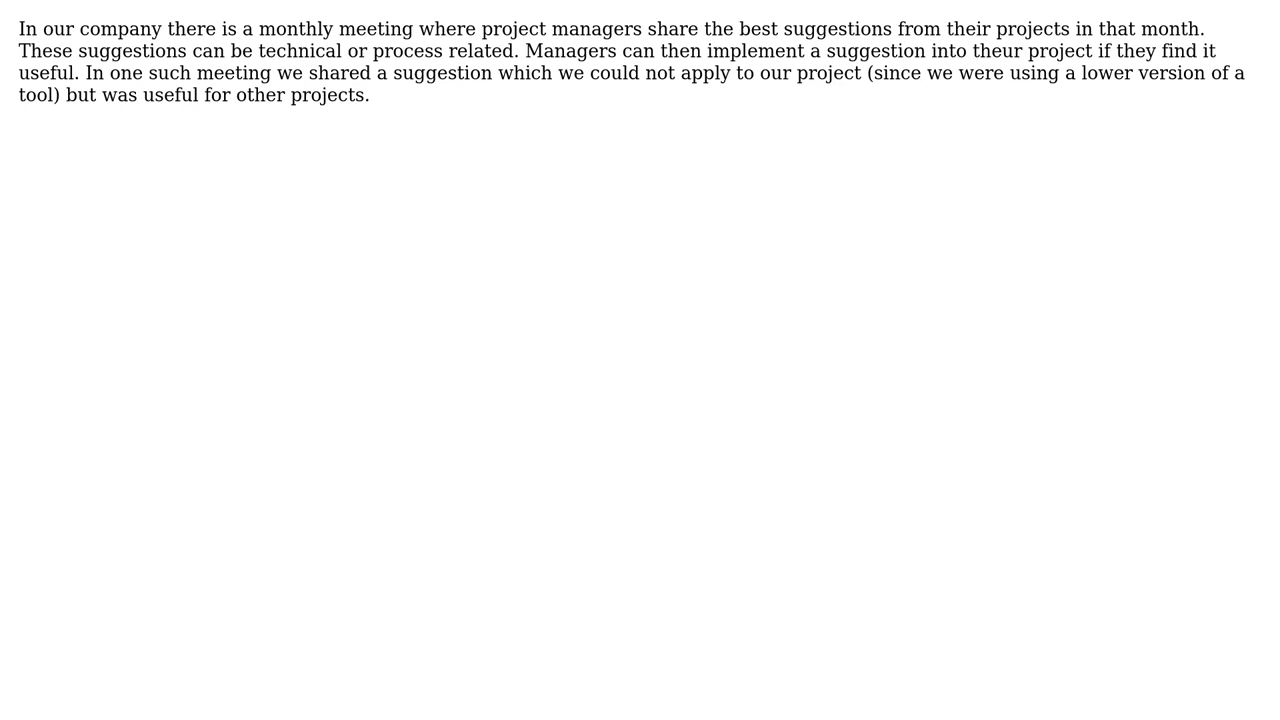 In our company there is a monthly meeting where project managers share the best suggestions from their projects in that month.
These suggestions can be technical or process related. Managers can then implement a suggestion into theur project if they find it
useful. In one such meeting we shared a suggestion which we could not apply to our project (since we were using a lower version of a
tool) but was useful for other projects.